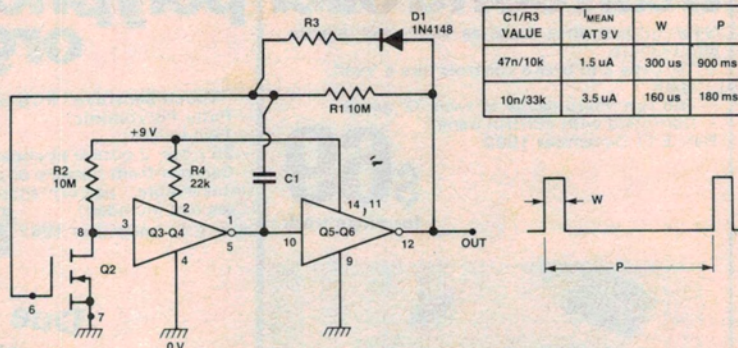 R3
D1
1N4148
R1 10M
+9 V
R2
10M
R4
22k
C1
2
14, 11
8
3
Q3-Q4
1
5
10
Q5-Q6
12
OUT
4
9
Q2
6
7
0 V
C1/R3 VALUE	IMEAN AT 9 V	W	P
47n/10k	1.5 uA	300 us	900 ms
10n/33k	3.5 uA	160 us	180 ms
W
P